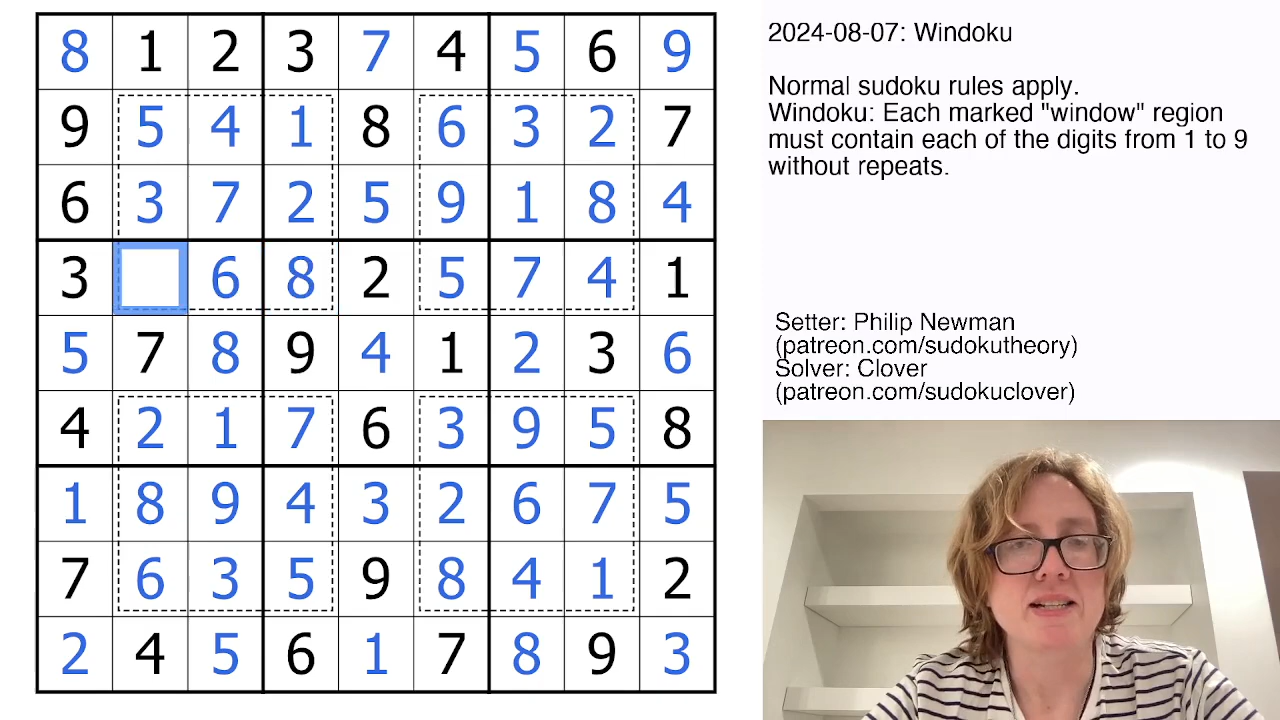 8 1 2 3 7 4 5 6 9
9 5 4 1 8 6 3 2 7
6 3 7 2 5 9 1 8 4
3 6 8 2 5 7 4 1
5 7 8 9 4 1 2 3 6
4 2 1 7 6 3 9 5 8
1 8 9 4 3 2 6 7 5
7 6 3 5 9 8 4 1 2
2 4 5 6 1 7 8 9 3
2024-08-07: Windoku
Normal sudoku rules apply.
Windoku: Each marked "window" region
must contain each of the digits from 1 to 9
without repeats.
Setter: Philip Newman
(patreon.com/sudokutheory)
Solver: Clover
(patreon.com/sudokuclover)